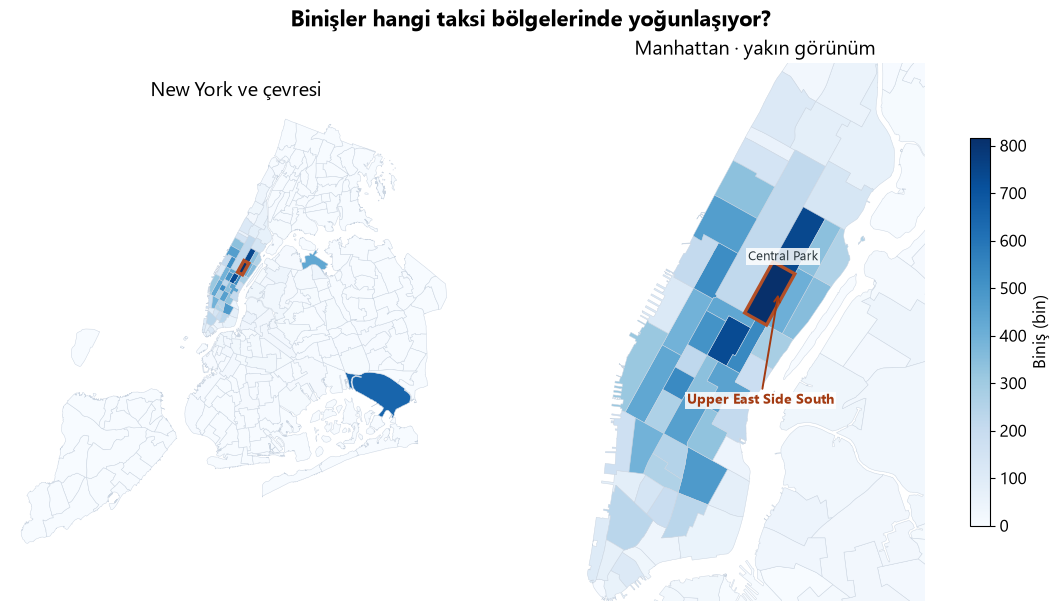 Binişler hangi taksi bölgelerinde yoğunlaşıyor?
Manhattan · yakın görünüm
New York ve çevresi
Central Park
Upper East Side South
800
700
600
500
400
300
200
100
0
Biniş (bin)